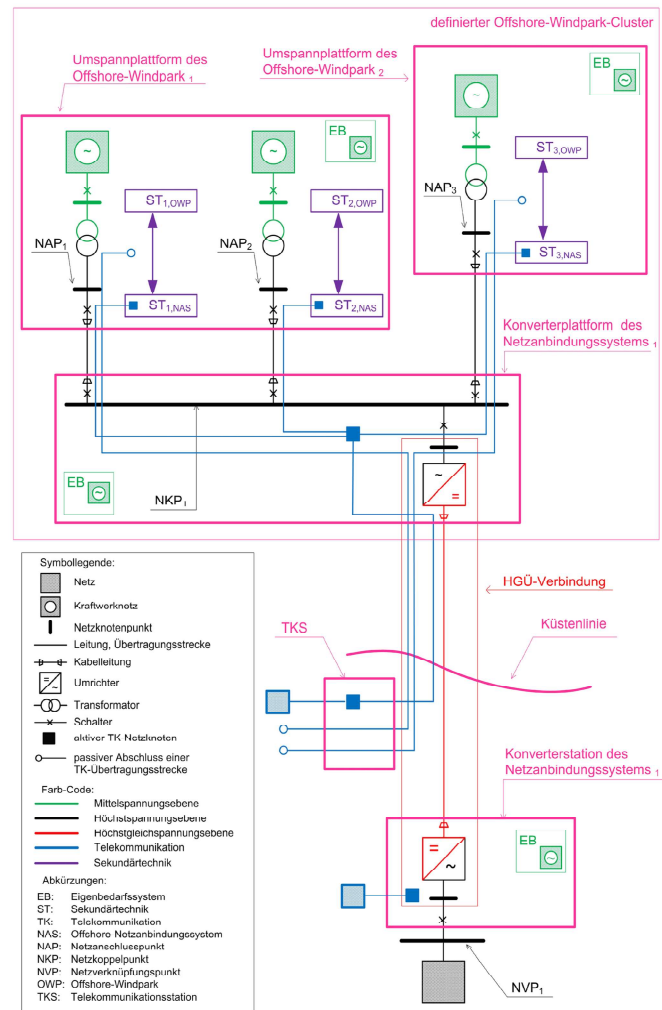 definierter Offshore-Windpark-Cluster
Umspannplattform des
Offshore-Windpark 1
Umspannplattform des
Offshore-Windpark 2
EB
~
~
EB
~
~
~
EB
~
ST1,OWP
ST2,OWP
ST3,OWP
NAP1
NAP2
NAP3
ST1,NAS
ST2,NAS
ST3,NAS
Konverterplattform des
Netzanbindungssystems 1
EB
~
NKP1
~
=
HGÜ-Verbindung
Küstenlinie
TKS
Konverterstation des
Netzanbindungssystems 1
=
~
EB
~
NVP1
Symbollegende:
Netz
Kraftwerknetz
Netzknotenpunkt
Leitung, Übertragungsstrecke
Kabelleitung
=
~
Umrichter
Transformator
Schalter
aktiver TK-Netzknoten
passiver Abschluss einer
TK-Übertragungsstrecke
Farb-Code:
Mittelspannungsebene
Höchstspannungsebene
Höchstgleichspannungsebene
Telekommunikation
Sekundärtechnik
Abkürzungen:
EB: Eigenbedarfssystem
ST: Sekundärtechnik
TK: Telekommunikation
NAS: Offshore Netzanbindungssystem
NAP: Netzanschlusspunkt
NKP: Netzkoppelpunkt
NVP: Netzverknüpfungspunkt
OWP: Offshore-Windpark
TKS: Telekommunikationsstation